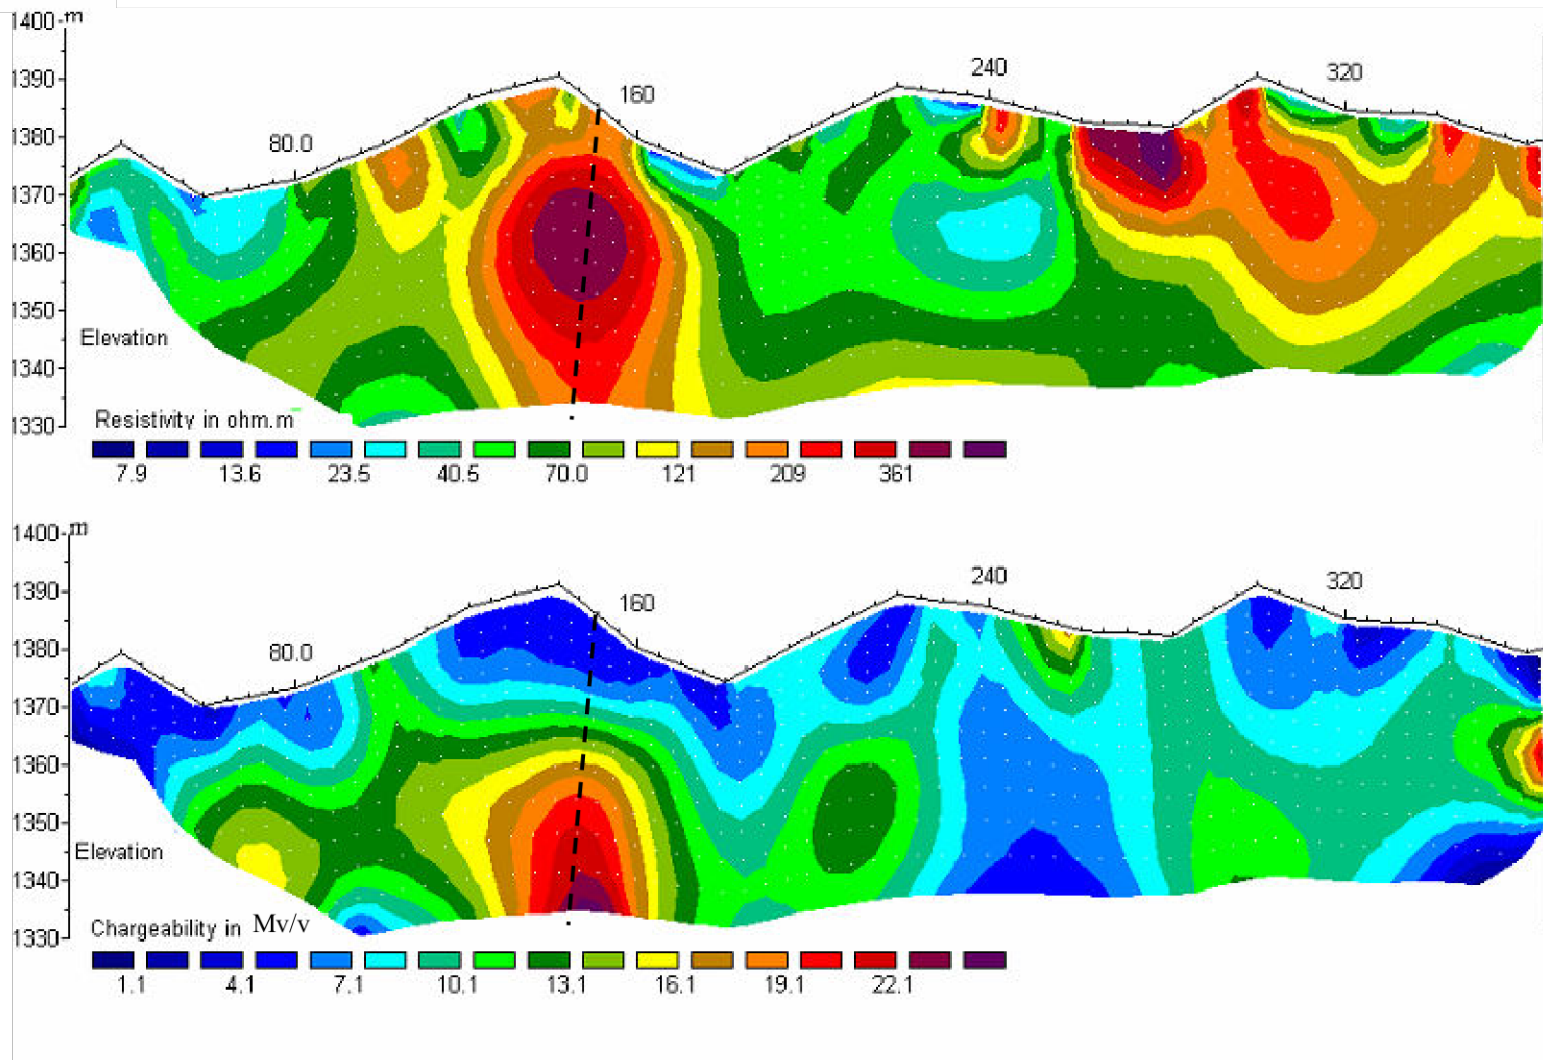 1400-m
1390
240
320
160
1380
80.0
1370
1360
1350
Elevation
1340
Resistivity in ohm.m
1330
7.9 13.6 23.5 40.5 70.0 121 209 361
1400-m
1390
240
320
160
1380
80.0
1370
1360
1350
Elevation
1340
Chargeability in Mv/v
1330
1.1 4.1 7.1 10.1 13.1 16.1 19.1 22.1